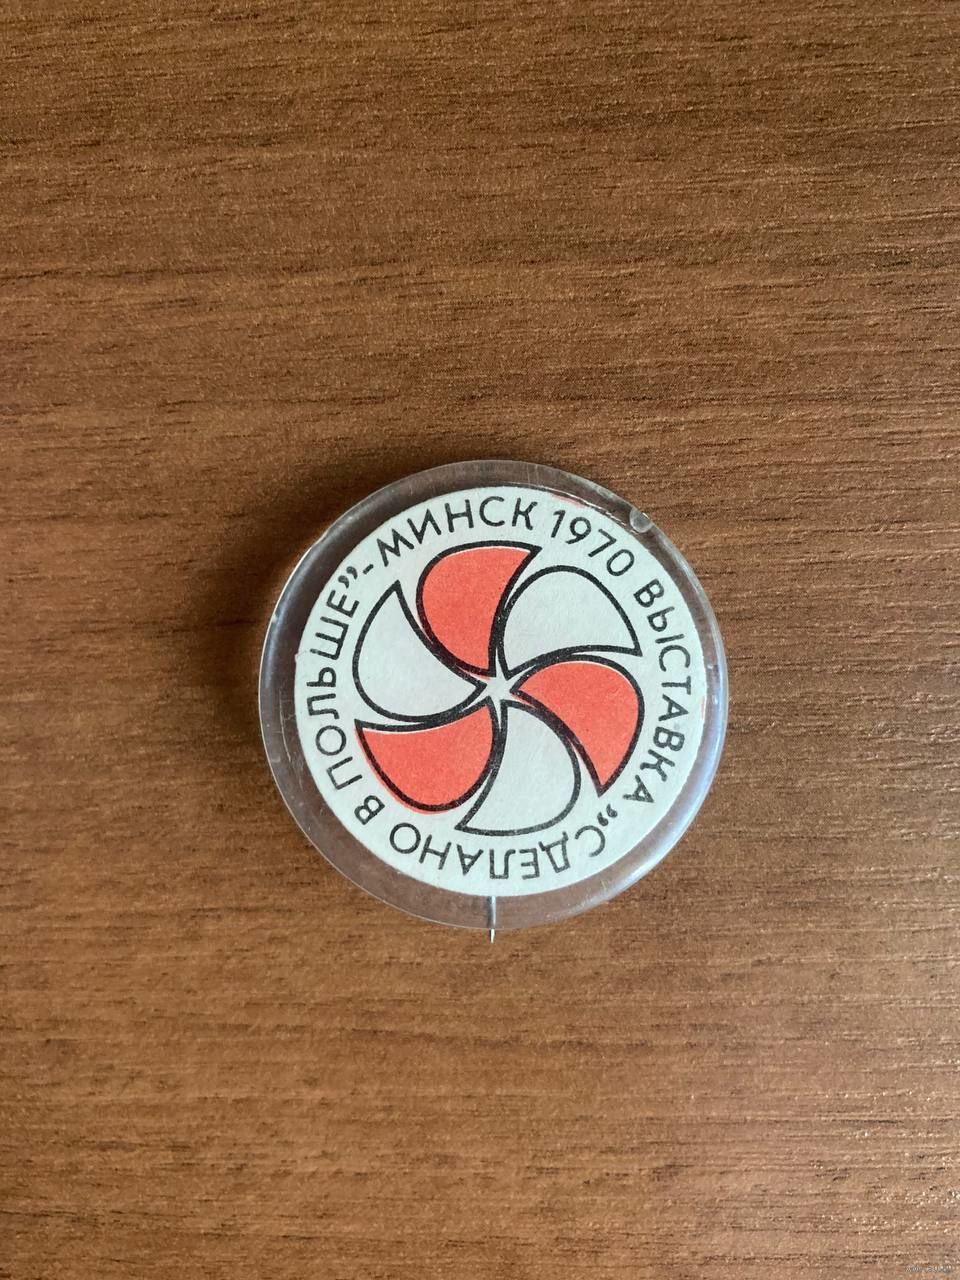 ВЫСТАВКА „СДЕЛАНО В ПОЛЬШЕ”-МИНСК 1970